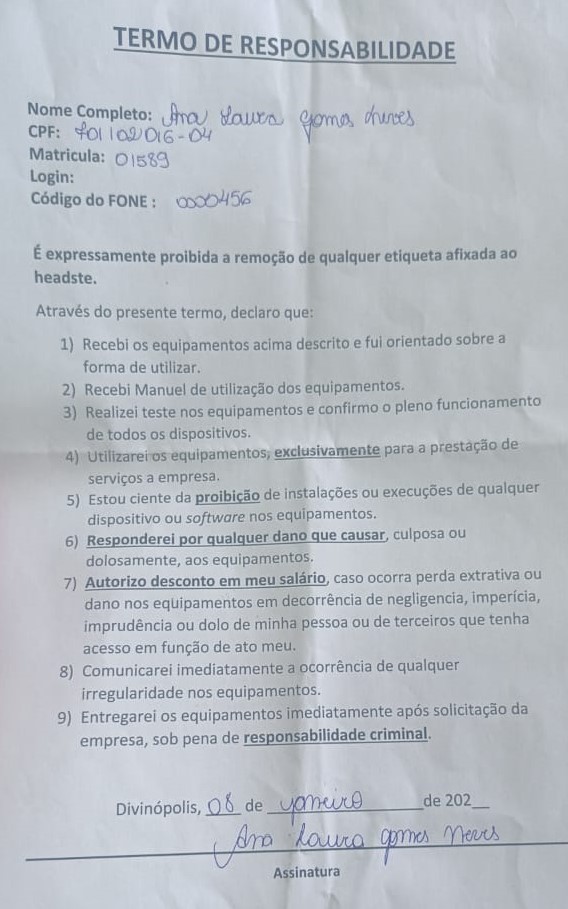 TERMO DE RESPONSABILIDADE
Nome Completo: Ana Laura gomes neves
CPF: 701102016-04
Matricula: 01589
Login:
Código do FONE : 0000456
É expressamente proibida a remoção de qualquer etiqueta afixada ao
headste.
Através do presente termo, declaro que:
1) Recebi os equipamentos acima descrito e fui orientado sobre a
forma de utilizar.
2) Recebi Manuel de utilização dos equipamentos.
3) Realizei teste nos equipamentos e confirmo o pleno funcionamento
de todos os dispositivos.
4) Utilizarei os equipamentos, exclusivamente para a prestação de
serviços a empresa.
5) Estou ciente da proibição de instalações ou execuções de qualquer
dispositivo ou software nos equipamentos.
6) Responderei por qualquer dano que causar, culposa ou
dolosamente, aos equipamentos.
7) Autorizo desconto em meu salário, caso ocorra perda extrativa ou
dano nos equipamentos em decorrência de negligencia, imperícia,
imprudência ou dolo de minha pessoa ou de terceiros que tenha
acesso em função de ato meu.
8) Comunicarei imediatamente a ocorrência de qualquer
irregularidade nos equipamentos.
9) Entregarei os equipamentos imediatamente após solicitação da
empresa, sob pena de responsabilidade criminal.
Divinópolis, 08 de yaneiro de 202__
Ana Laura gomes Neves
Assinatura